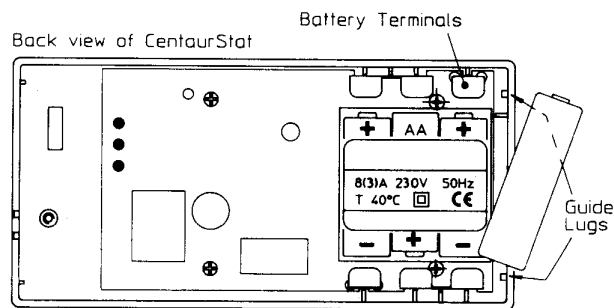 Battery Terminals
Back view of CentaurStat
+ AA +
8(3)A 230V 50Hz
T 40°C CE
- + -
Guide
Lugs